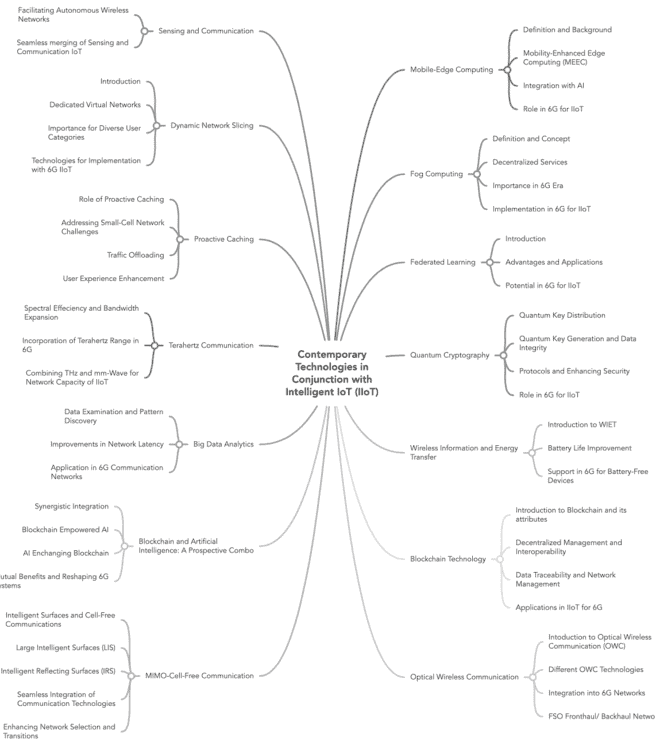 Facilitating Autonomous Wireless
Networks
Seamless merging of Sensing and
Communication IoT
Sensing and Communication
Introduction
Dedicated Virtual Networks
Importance for Diverse User
Categories
Technologies for Implementation
with 6G IIoT
Dynamic Network Slicing
Role of Proactive Caching
Addressing Small-Cell Network
Challenges
Traffic Offloading
User Experience Enhancement
Proactive Caching
Spectral Effeciency and Bandwidth
Expansion
Incorporation of Terahertz Range in
6G
Combining THz and mm-Wave for
Network Capacity of IIoT
Terahertz Communication
Data Examination and Pattern
Discovery
Improvements in Network Latency
Application in 6G Communication
Networks
Big Data Analytics
Synergistic Integration
Blockchain Empowered AI
AI Enchanging Blockchain
utual Benefits and Reshaping 6G
stems
Blockchain and Artificial
Intelligence: A Prospective Combo
Intelligent Surfaces and Cell-Free
Communications
Large Intelligent Surfaces (LIS)
Intelligent Reflecting Surfaces (IRS)
Seamless Integration of
Communication Technologies
Enhancing Network Selection and
Transitions
MIMO-Cell-Free Communication
Contemporary
Technologies in
Conjunction with
Intelligent IoT (IIoT)
Mobile-Edge Computing
Definition and Background
Mobility-Enhanced Edge
Computing (MEEC)
Integration with AI
Role in 6G for IIoT
Fog Computing
Definition and Concept
Decentralized Services
Importance in 6G Era
Implementation in 6G for IIoT
Federated Learning
Introduction
Advantages and Applications
Potential in 6G for IIoT
Quantum Cryptography
Quantum Key Distribution
Quantum Key Generation and Data
Integrity
Protocols and Enhancing Security
Role in 6G for IIoT
Wireless Information and Energy
Transfer
Introduction to WIET
Battery Life Improvement
Support in 6G for Battery-Free
Devices
Blockchain Technology
Introduction to Blockchain and its
attributes
Decentralized Management and
Interoperability
Data Traceability and Network
Management
Applications in IIoT for 6G
Optical Wireless Communication
Intoduction to Optical Wireless
Communication (OWC)
Different OWC Technologies
Integration into 6G Networks
FSO Fronthaul/ Backhaul Netwo